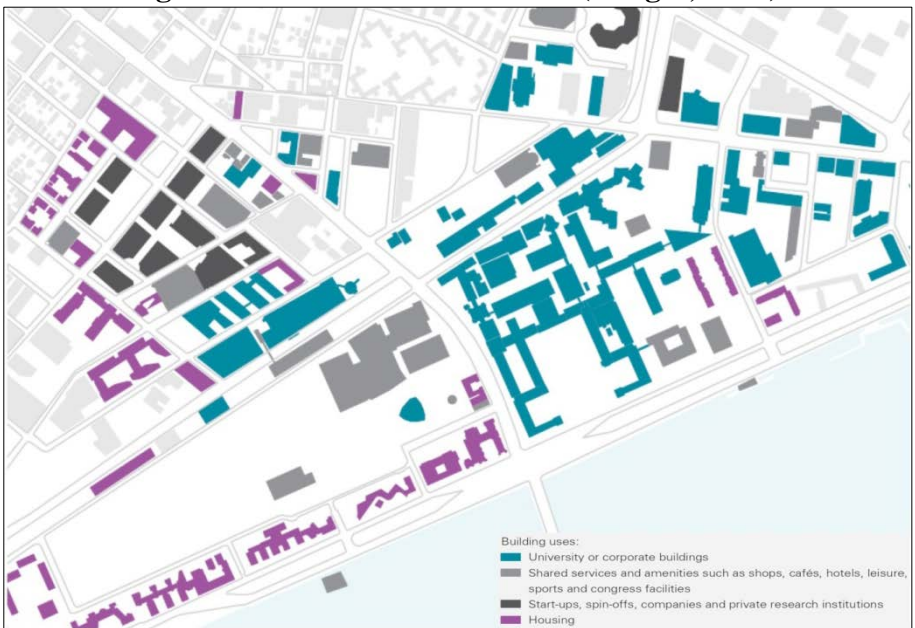 Building uses:
University or corporate buildings
Shared services and amenities such as shops, cafés, hotels, leisure,
sports and congress facilities
Start-ups, spin-offs, companies and private research institutions
Housing